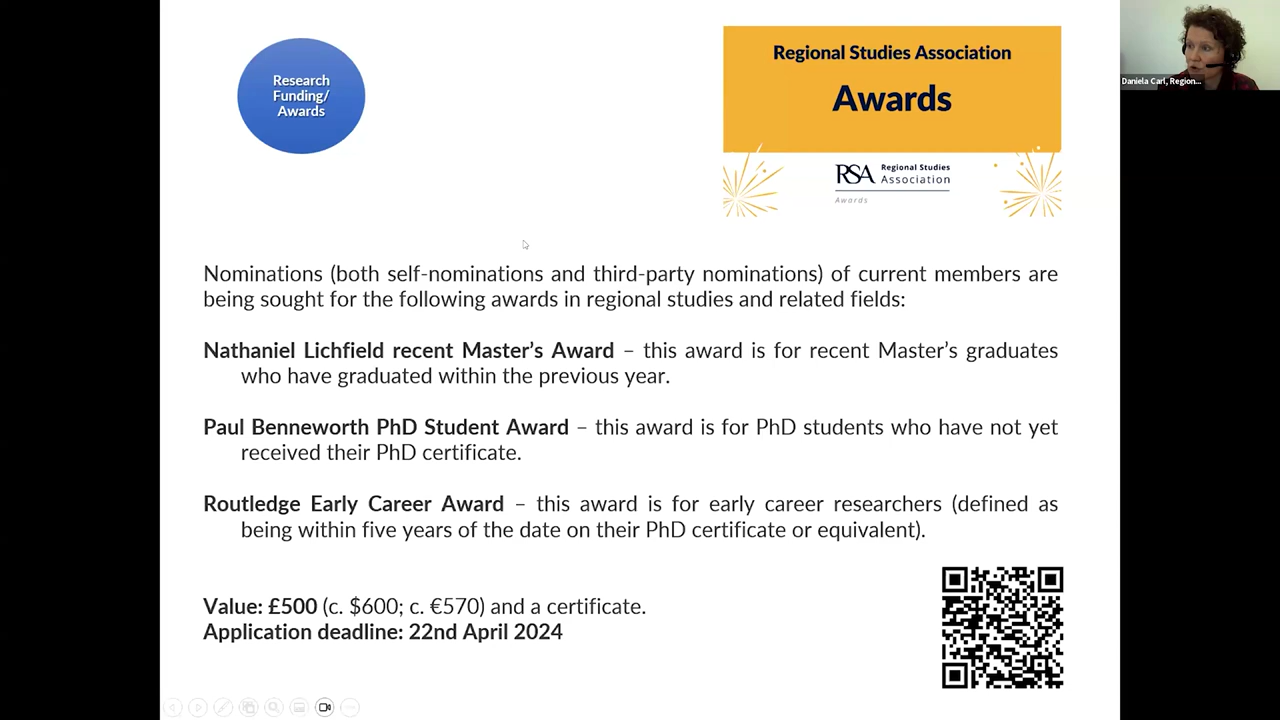 Research
Funding/
Awards
Regional Studies Association
Awards
RSA Regional Studies
Association
Awards
Daniela Carl, Region...
Nominations (both self-nominations and third-party nominations) of current members are
being sought for the following awards in regional studies and related fields:
Nathaniel Lichfield recent Master’s Award – this award is for recent Master’s graduates
who have graduated within the previous year.
Paul Benneworth PhD Student Award – this award is for PhD students who have not yet
received their PhD certificate.
Routledge Early Career Award – this award is for early career researchers (defined as
being within five years of the date on their PhD certificate or equivalent).
Value: £500 (c. $600; c. €570) and a certificate.
Application deadline: 22nd April 2024